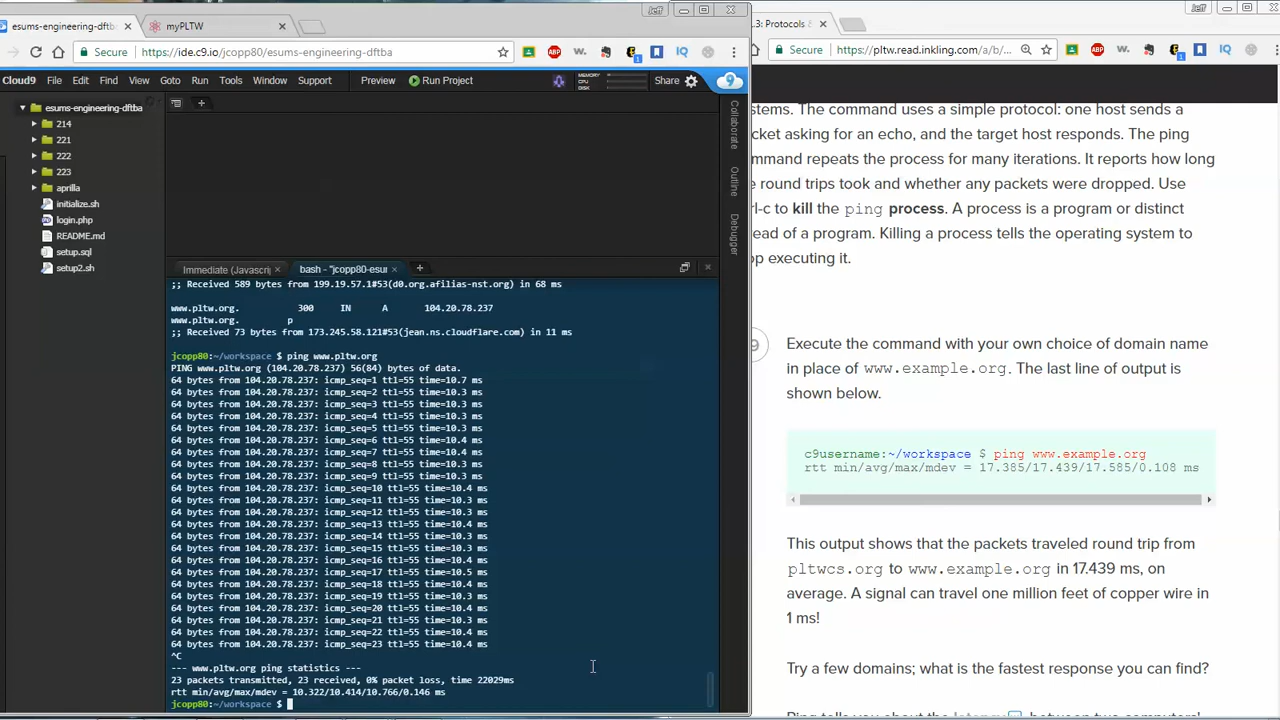 esums-engineering-dftb
myPLTW
Jeff
Secure
https://ide.c9.io/jcopp80/esums-engineering-dftba
Cloud9 File Edit Find View Goto Run Tools Window Support Preview Run Project
MEMORY
CPU
DISK
Share
esums-engineering-dftba
214
221
222
223
aprilla
initialize.sh
login.php
README.md
setup.sql
setup2.sh
Collaborate
Outline
Debugger
Immediate (Javascrip
bash - "jcopp80-esur
;; Received 589 bytes from 199.19.57.1#53(d0.org.afilias-nst.org) in 68 ms
www.pltw.org. 300 IN A 104.20.78.237
www.pltw.org. p
;; Received 73 bytes from 173.245.58.121#53(jean.ns.cloudflare.com) in 11 ms
jcopp80:~/workspace $ ping www.pltw.org
PING www.pltw.org (104.20.78.237) 56(84) bytes of data.
64 bytes from 104.20.78.237: icmp_seq=1 ttl=55 time=10.7 ms
64 bytes from 104.20.78.237: icmp_seq=2 ttl=55 time=10.3 ms
64 bytes from 104.20.78.237: icmp_seq=3 ttl=55 time=10.3 ms
64 bytes from 104.20.78.237: icmp_seq=4 ttl=55 time=10.3 ms
64 bytes from 104.20.78.237: icmp_seq=5 ttl=55 time=10.3 ms
64 bytes from 104.20.78.237: icmp_seq=6 ttl=55 time=10.4 ms
64 bytes from 104.20.78.237: icmp_seq=7 ttl=55 time=10.4 ms
64 bytes from 104.20.78.237: icmp_seq=8 ttl=55 time=10.3 ms
64 bytes from 104.20.78.237: icmp_seq=9 ttl=55 time=10.3 ms
64 bytes from 104.20.78.237: icmp_seq=10 ttl=55 time=10.4 ms
64 bytes from 104.20.78.237: icmp_seq=11 ttl=55 time=10.3 ms
64 bytes from 104.20.78.237: icmp_seq=12 ttl=55 time=10.3 ms
64 bytes from 104.20.78.237: icmp_seq=13 ttl=55 time=10.4 ms
64 bytes from 104.20.78.237: icmp_seq=14 ttl=55 time=10.3 ms
64 bytes from 104.20.78.237: icmp_seq=15 ttl=55 time=10.3 ms
64 bytes from 104.20.78.237: icmp_seq=16 ttl=55 time=10.4 ms
64 bytes from 104.20.78.237: icmp_seq=17 ttl=55 time=10.5 ms
64 bytes from 104.20.78.237: icmp_seq=18 ttl=55 time=10.4 ms
64 bytes from 104.20.78.237: icmp_seq=19 ttl=55 time=10.3 ms
64 bytes from 104.20.78.237: icmp_seq=20 ttl=55 time=10.4 ms
64 bytes from 104.20.78.237: icmp_seq=21 ttl=55 time=10.3 ms
64 bytes from 104.20.78.237: icmp_seq=22 ttl=55 time=10.4 ms
64 bytes from 104.20.78.237: icmp_seq=23 ttl=55 time=10.4 ms
^C
--- www.pltw.org ping statistics ---
23 packets transmitted, 23 received, 0% packet loss, time 22029ms
rtt min/avg/max/mdev = 10.322/10.414/10.766/0.146 ms
jcopp80:~/workspace $
.3: Protocols &
Jeff
Secure
https://pltw.read.inkling.com/a/b/
stems. The command uses a simple protocol: one host sends a
cket asking for an echo, and the target host responds. The ping
mmand repeats the process for many iterations. It reports how long
e round trips took and whether any packets were dropped. Use
rl-c to kill the ping process. A process is a program or distinct
ead of a program. Killing a process tells the operating system to
op executing it.
9
Execute the command with your own choice of domain name
in place of www.example.org. The last line of output is
shown below.
c9username:~/workspace $ ping www.example.org
rtt min/avg/max/mdev = 17.385/17.439/17.585/0.108 ms
This output shows that the packets traveled round trip from
pltwcs.org to www.example.org in 17.439 ms, on
average. A signal can travel one million feet of copper wire in
1 ms!
Try a few domains; what is the fastest response you can find?
Ping tells you about the latency between two computers!